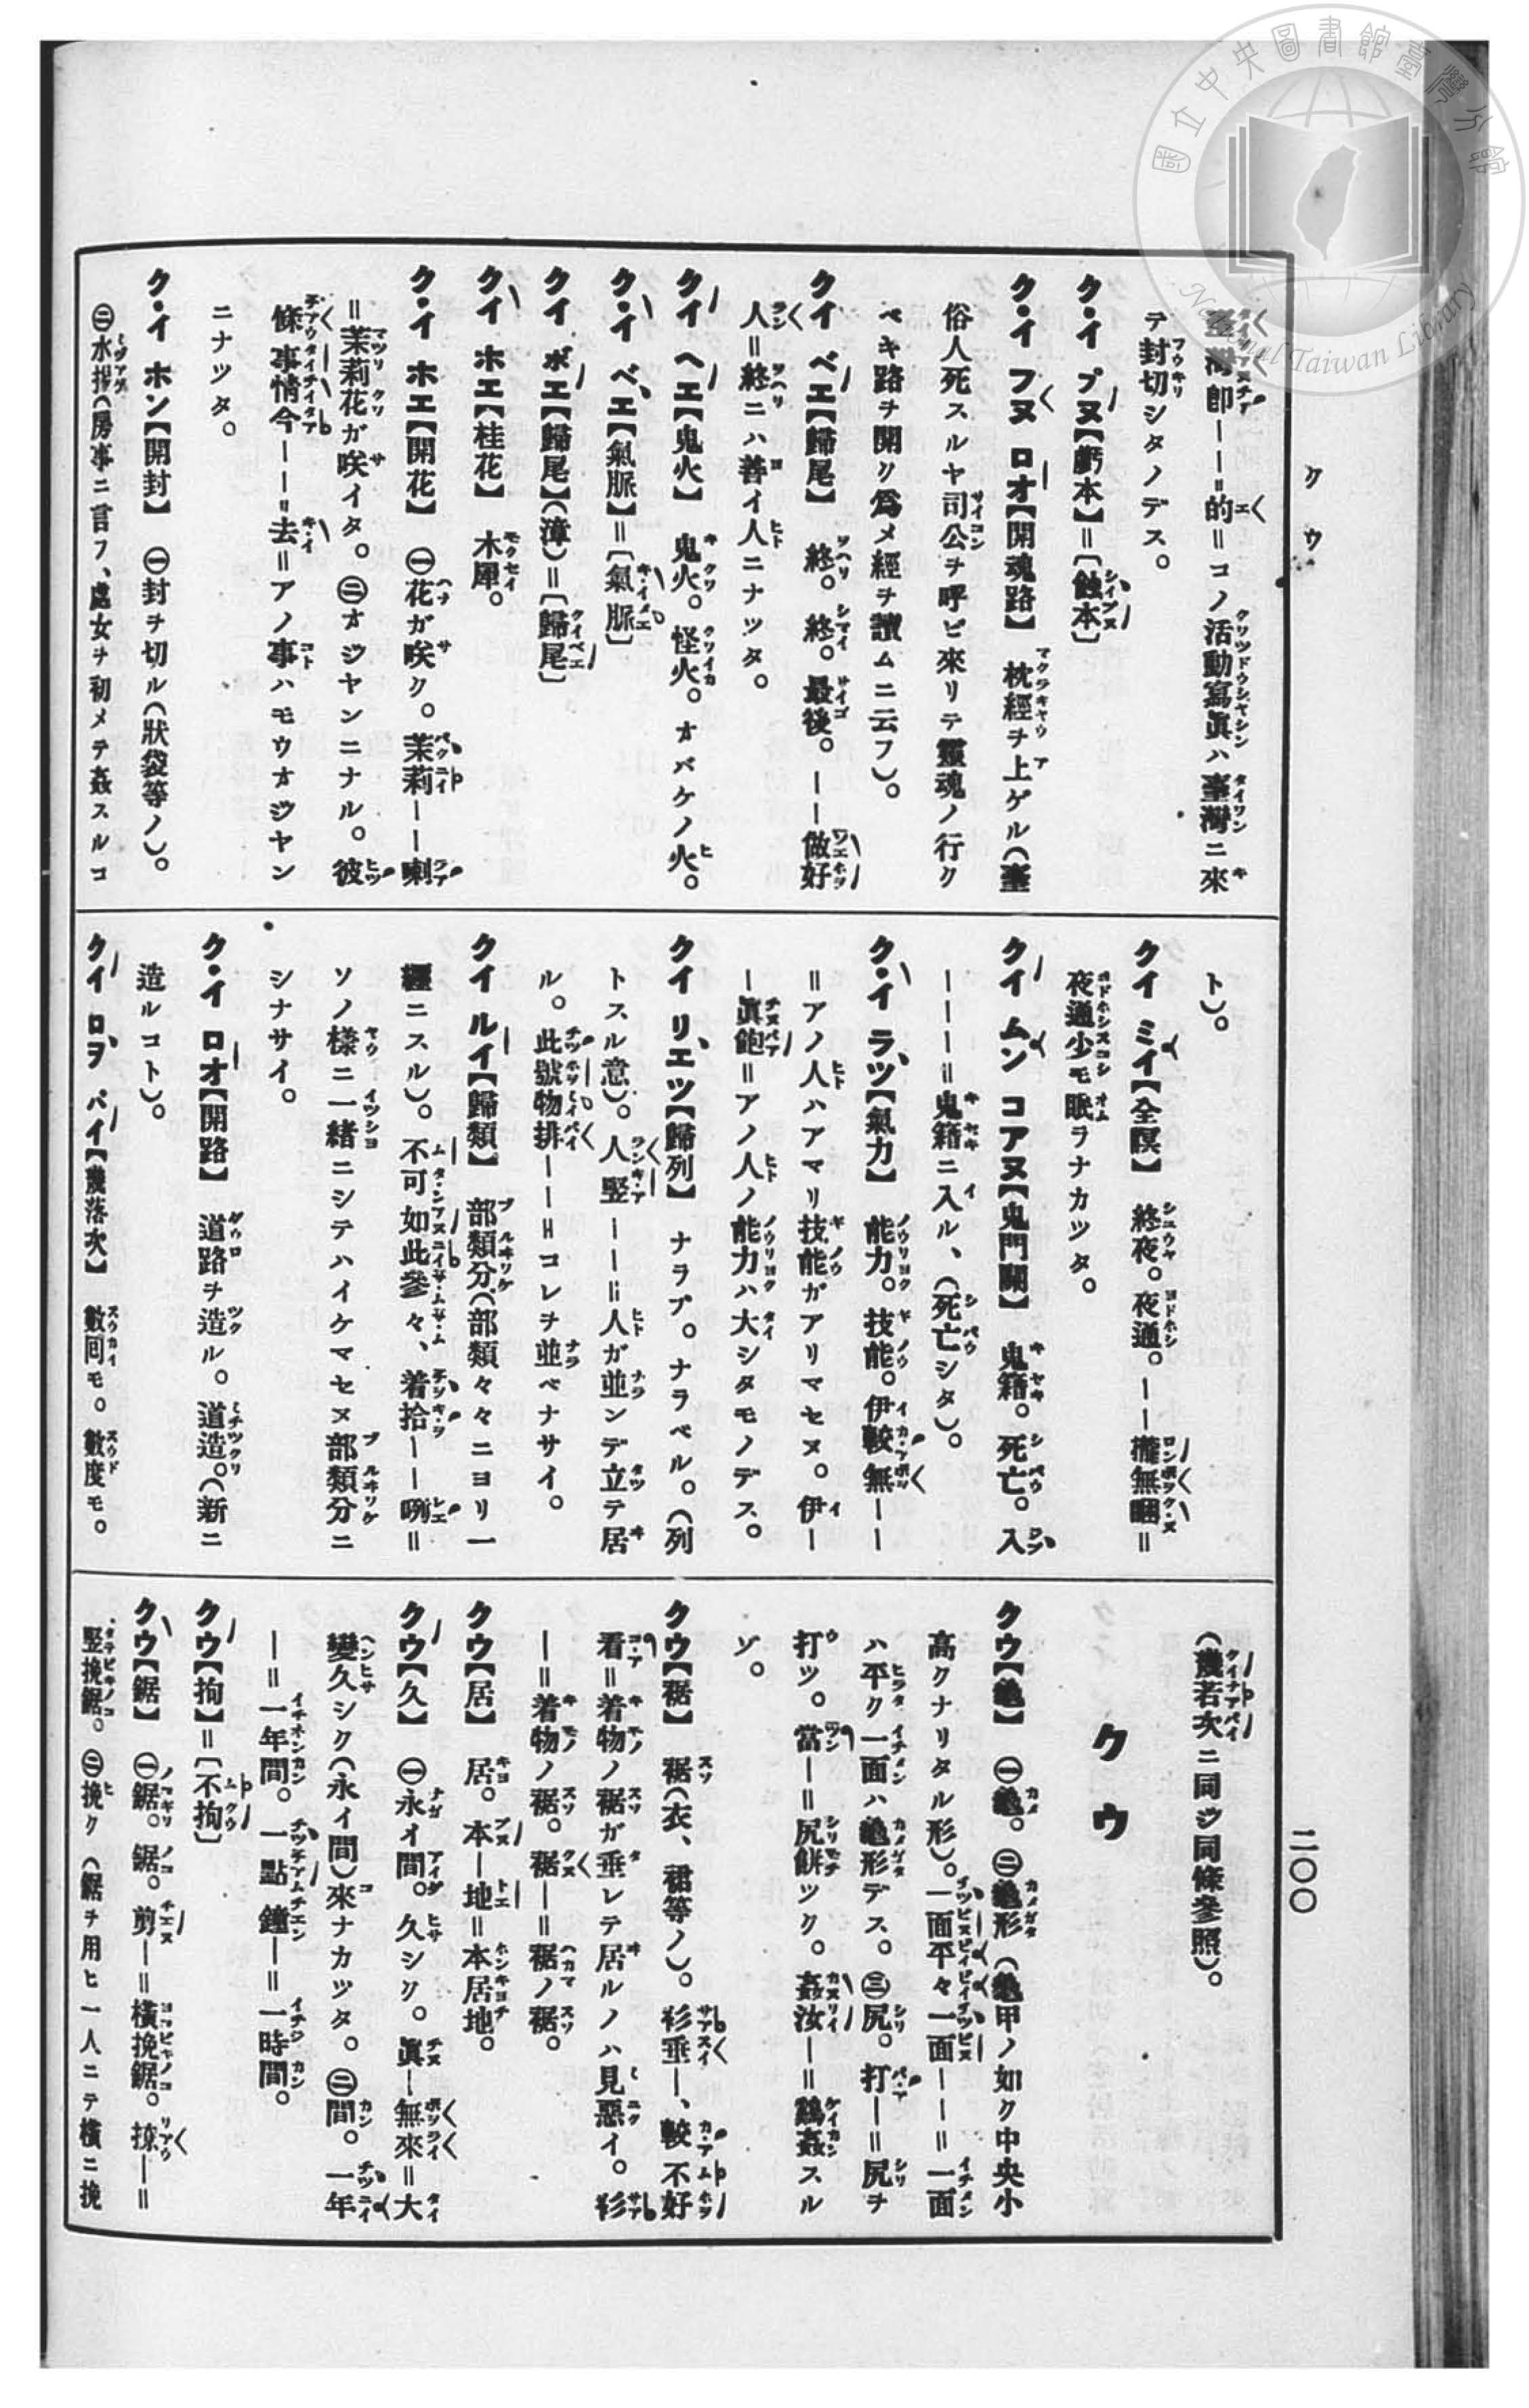 國立中央圖書館臺灣分館
National Taiwan Library
クウ
二〇〇
臺灣卽———的=コノ活動寫眞ハ臺灣ニ來
テ封切シタノデス。
ク・イ プヌ【虧本】=〔蝕本〕
ク・イ フヌ ロオ【開魂路】 枕經ヲ上ゲル(臺
俗人死スルヤ司公ヲ呼ビ來リテ靈魂ノ行ク
ベキ路ヲ開ク爲メ經ヲ讀ムニ云フ)。
クイ ベエ【歸尾】 終。終。最後。——做好
人=終ニハ善イ人ニナツタ。
クイ ヘエ【鬼火】 鬼火。怪火。オバケノ火。
ク・イ ベエ【氣脈】=〔氣脈〕
クイ ボエ【歸尾】(漳)=〔歸尾〕
クイ ホエ【桂花】 木犀。
ク・イ ホエ【開花】 ㊀花ガ咲ク。茉莉——喇
=茉莉花ガ咲イタ。㊁オジヤンニナル。彼
條事情今——=去=アノ事ハモウオジヤン
ニナツタ。
ク・イ ホン【開封】 ㊀封ヲ切ル(狀袋等ノ)。
㊁水揚(房事ニ言フ、處女ヲ初メテ姦スルコ
ト)。
クイ ミイ【全暝】 終夜。夜通。——攏無睏=
夜通少モ眠ラナカツタ。
クイ ムン コアヌ【鬼門關】 鬼籍。死亡。入
———=鬼籍ニ入ル、(死亡シタ)。
ク・イ ラツ【氣力】 能力。技能。伊較無——
=アノ人ハアマリ技能ガアリマセヌ。伊—
—眞飽=アノ人ノ能力ハ大シタモノデス。
クイ リエツ【歸列】 ナラブ。ナラベル。(列
トスル意)。人竪——=人ガ並ンデ立テ居
ル。此號物排——=コレヲ並ベナサイ。
クイ ルイ【歸類】 部類分(部類々々ニヨリ一
纒ニスル)。不可如此參々、着拾——咧=
ソノ樣ニ一緒ニシテハイケマセヌ部類分ニ
シナサイ。
ク・イ ロオ【開路】 道路ヲ造ル。道造。(新ニ
造ルコト)。
クイ ロヲ パイ【幾落次】 數囘モ。數度モ。
(幾若次ニ同ジ同條參照)。
クウ
クウ【龜】 ㊀龜。㊁龜形(龜甲ノ如ク中央小
高クナリタル形)。一面平々一面———=一面
ハ平ク一面ハ龜形デス。㊂尻。打—=尻ヲ
打ツ。當—=尻餅ツク。姦汝—=鷄姦スル
ゾ。
クウ【裾】 裾(衣、裙等ノ)。衫垂—、較不好
看=着物ノ裾ガ垂レテ居ルノハ見惡イ。衫
—=着物ノ裾。裾—=裾ノ裾。
クウ【居】 居。本—地=本居地。
クウ【久】 ㊀永イ間。久シク。眞—無來=大
變久シク(永イ間)來ナカツタ。㊁間。一年
—=一年間。一點鐘—=一時間。
クウ【拘】=〔不拘〕
クウ【鋸】 ㊀鋸。鋸。剪—=橫挽鋸。掠—=
竪挽鋸。㊁挽ク(鋸ヲ用ヒ一人ニテ橫ニ挽